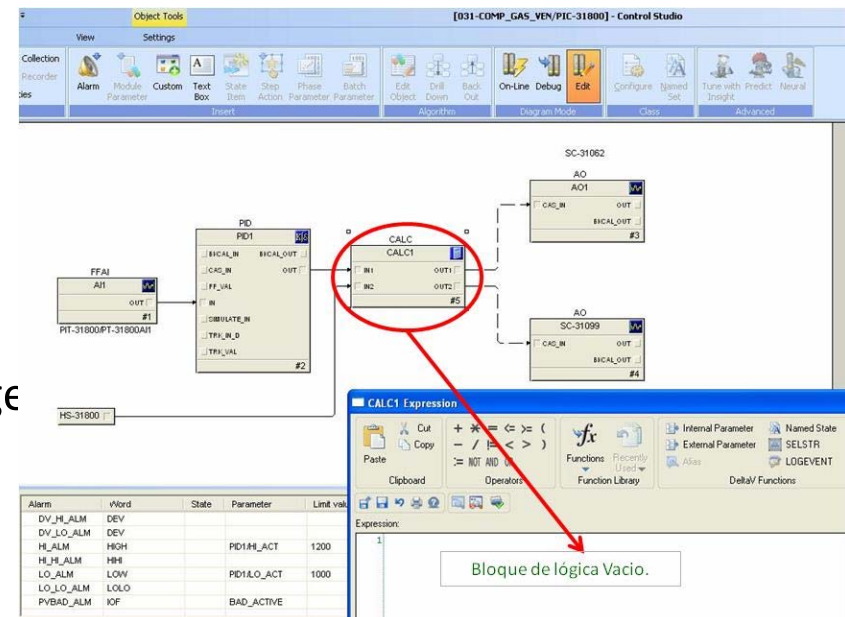 Object Tools
[031-COMP_GAS_VEN/PIC-31800] - Control Studio
View Settings
Collection
Recorder
Alarm
Module Parameter
Custom
Text Box
State Item
Step Action
Phase Parameter
Batch Parameter
Insert
Edit Object
Drill Down
Back Out
Algorithm
On-Line
Debug
Edit
Diagram Mode
Configure
Named Set
Class
Tune with Insight
Predict
Neural
Advanced
SC-31062
AO
AO1
CAS_IN OUT
BKCAL_OUT
#3
PID
PID1
BKCAL_IN BKCAL_OUT
CAS_IN OUT
FF_VAL
IN
SIMULATE_IN
TRK_IN_D
TRK_VAL
#2
CALC
CALC1
IN1 OUT1
IN2 OUT2
#5
FFAI
AI1
OUT
#1
PIT-31800/PT-31800AI1
AO
SC-31099
CAS_IN OUT
BKCAL_OUT
#4
ge
HS-31800
CALC1 Expression
Paste
Cut
Copy
Clipboard
+ * = <= >= (
- / != < > )
:= NOT AND OR
Operators
Functions
Recently Used
Function Library
Internal Parameter
External Parameter
Alias
Named State
SELSTR
LOGEVENT
DeltaV Functions
Expression:
1
Bloque de lógica Vacio.
Alarm Word State Parameter Limit valu
DV_HI_ALM DEV
DV_LO_ALM DEV
HI_ALM HIGH PID1/HI_ACT 1200
HI_HI_ALM HIHI
LO_ALM LOW PID1/LO_ACT 1000
LO_LO_ALM LOLO
PVBAD_ALM IOF BAD_ACTIVE